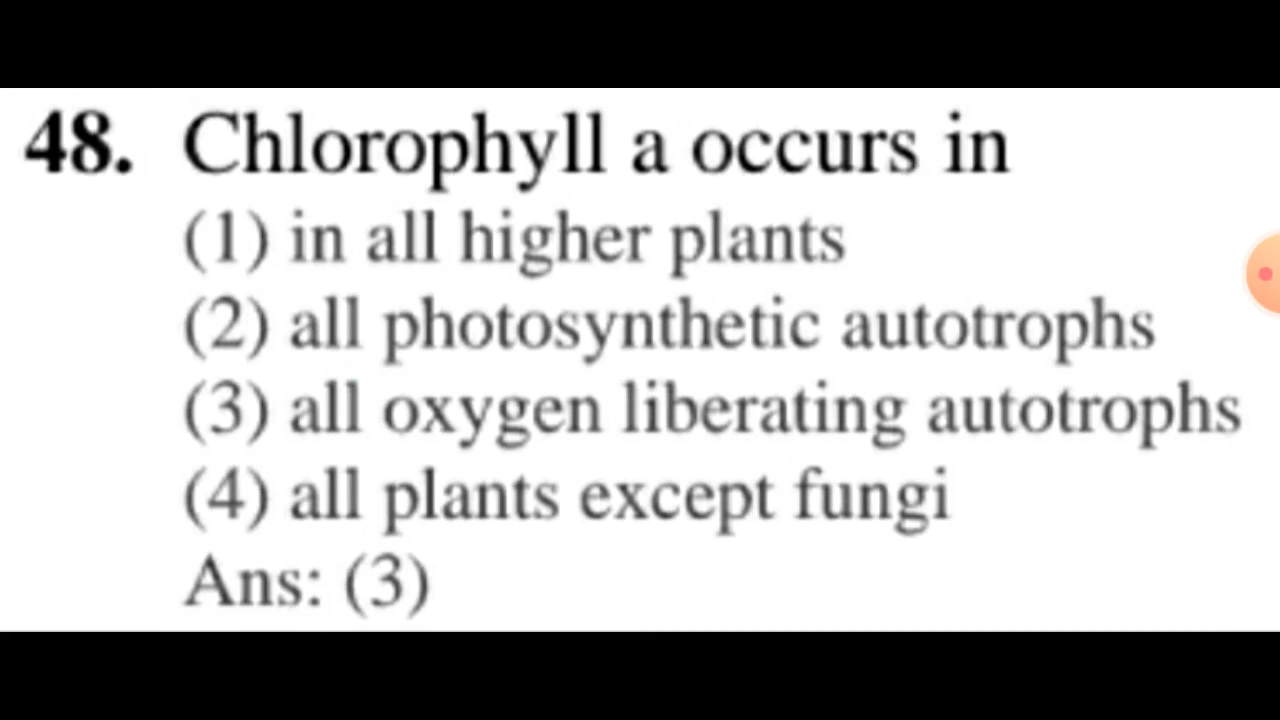 48. Chlorophyll a occurs in
(1) in all higher plants
(2) all photosynthetic autotrophs
(3) all oxygen liberating autotrophs
(4) all plants except fungi
Ans: (3)